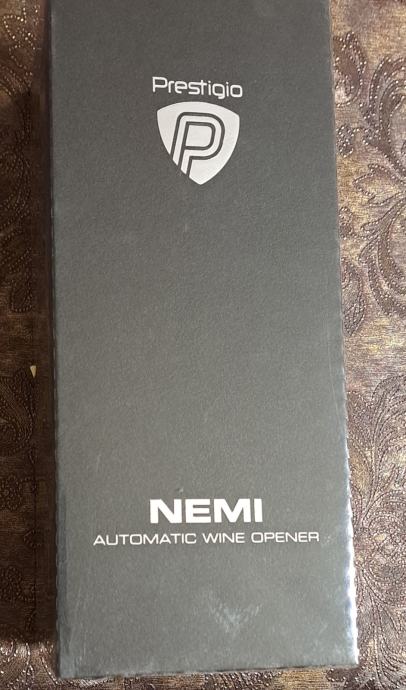 Prestigio
P
NEMI
AUTOMATIC WINE OPENER